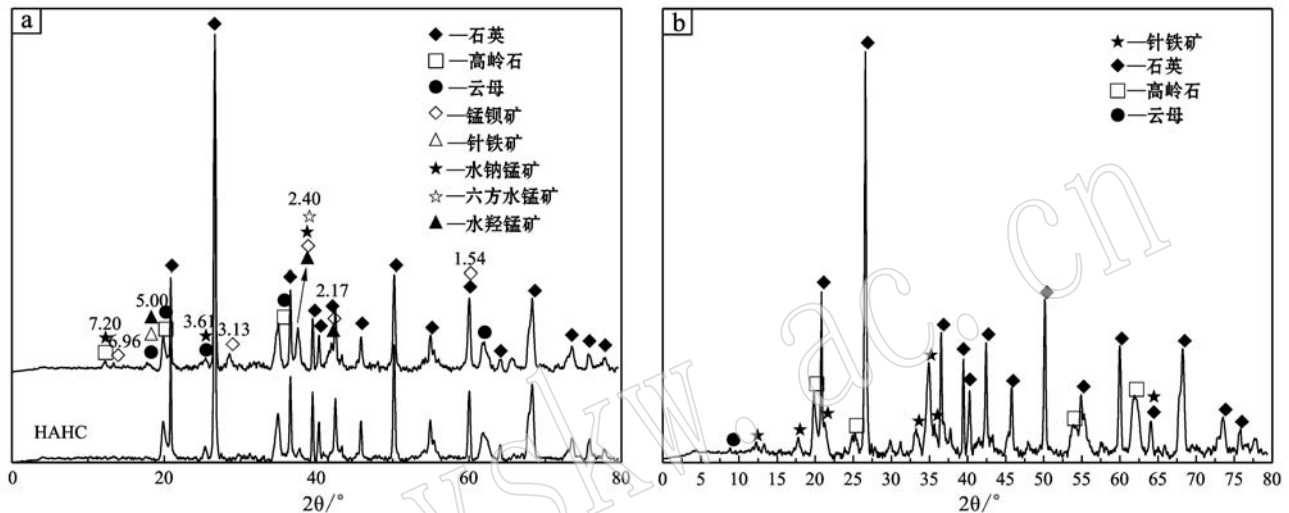 a
◆—石英
□—高岭石
●—云母
◇—锰钡矿
△—针铁矿
★—水钠锰矿
☆—六方水锰矿
▲—水羟锰矿
7.20
6.96
5.00
3.61
3.13
2.40
2.17
1.54
HAHC
0 20 40 60 80
2θ/°
b
★—针铁矿
◆—石英
□—高岭石
●—云母
0 5 10 15 20 25 30 35 40 45 50 55 60 65 70 75 80
2θ/°
yskw.ac.cn